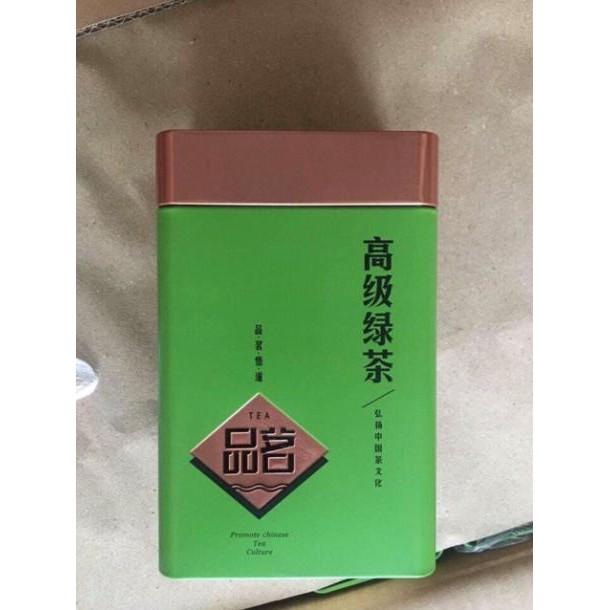 高级绿茶
弘扬中国茶文化
品·茗·悟·道
TEA
品茗
Promote chinese
Tea
Culture